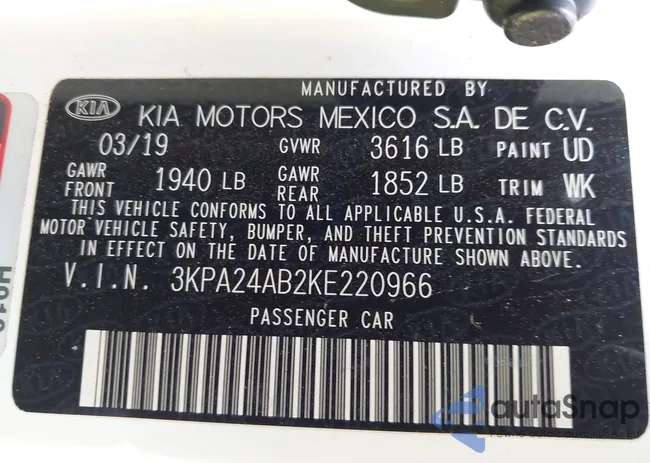 MANUFACTURED BY
KIA KIA MOTORS MEXICO S.A. DE C.V.
03/19 GVWR 3616 LB PAINT UD
GAWR FRONT 1940 LB GAWR REAR 1852 LB TRIM WK
THIS VEHICLE CONFORMS TO ALL APPLICABLE U.S.A. FEDERAL
MOTOR VEHICLE SAFETY, BUMPER, AND THEFT PREVENTION STANDARDS
IN EFFECT ON THE DATE OF MANUFACTURE SHOWN ABOVE.
V.I.N. 3KPA24AB2KE220966
PASSENGER CAR
autoSnap